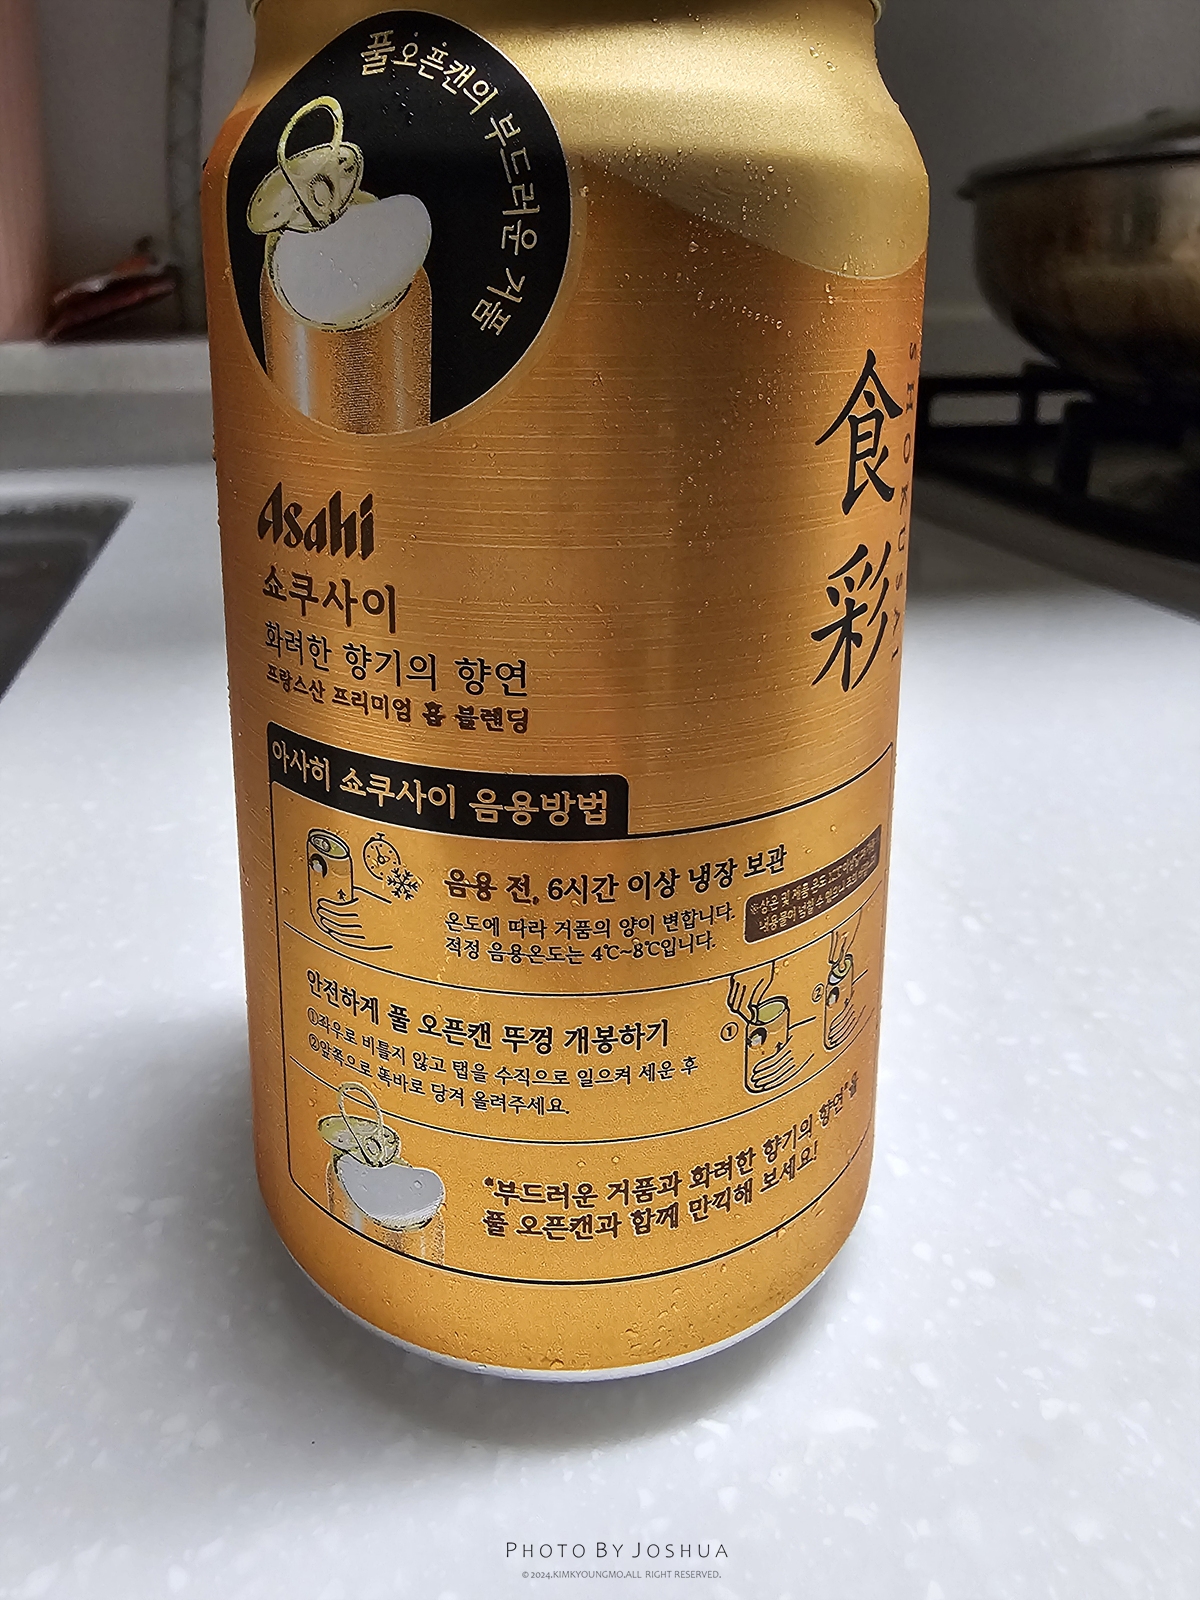 풀오픈캔의 부드러운 거품
食彩
SHOKUSAI
Asahi
쇼쿠사이
화려한 향기의 향연
프랑스산 프리미엄 홉 블렌딩
아사히 쇼쿠사이 음용방법
음용 전, 6시간 이상 냉장 보관
온도에 따라 거품의 양이 변합니다.
적정 음용온도는 4℃~8℃입니다.
안전하게 풀 오픈캔 뚜껑 개봉하기
①좌우로 비틀지 않고 탭을 수직으로 일으켜 세운 후
②앞쪽으로 똑바로 당겨 올려주세요.
①
②
“부드러운 거품과 화려한 향기의 향연”을
풀 오픈캔과 함께 만끽해 보세요!
PHOTO BY JOSHUA
© 2024.KIMKYOUNGMO.ALL RIGHT RESERVED.